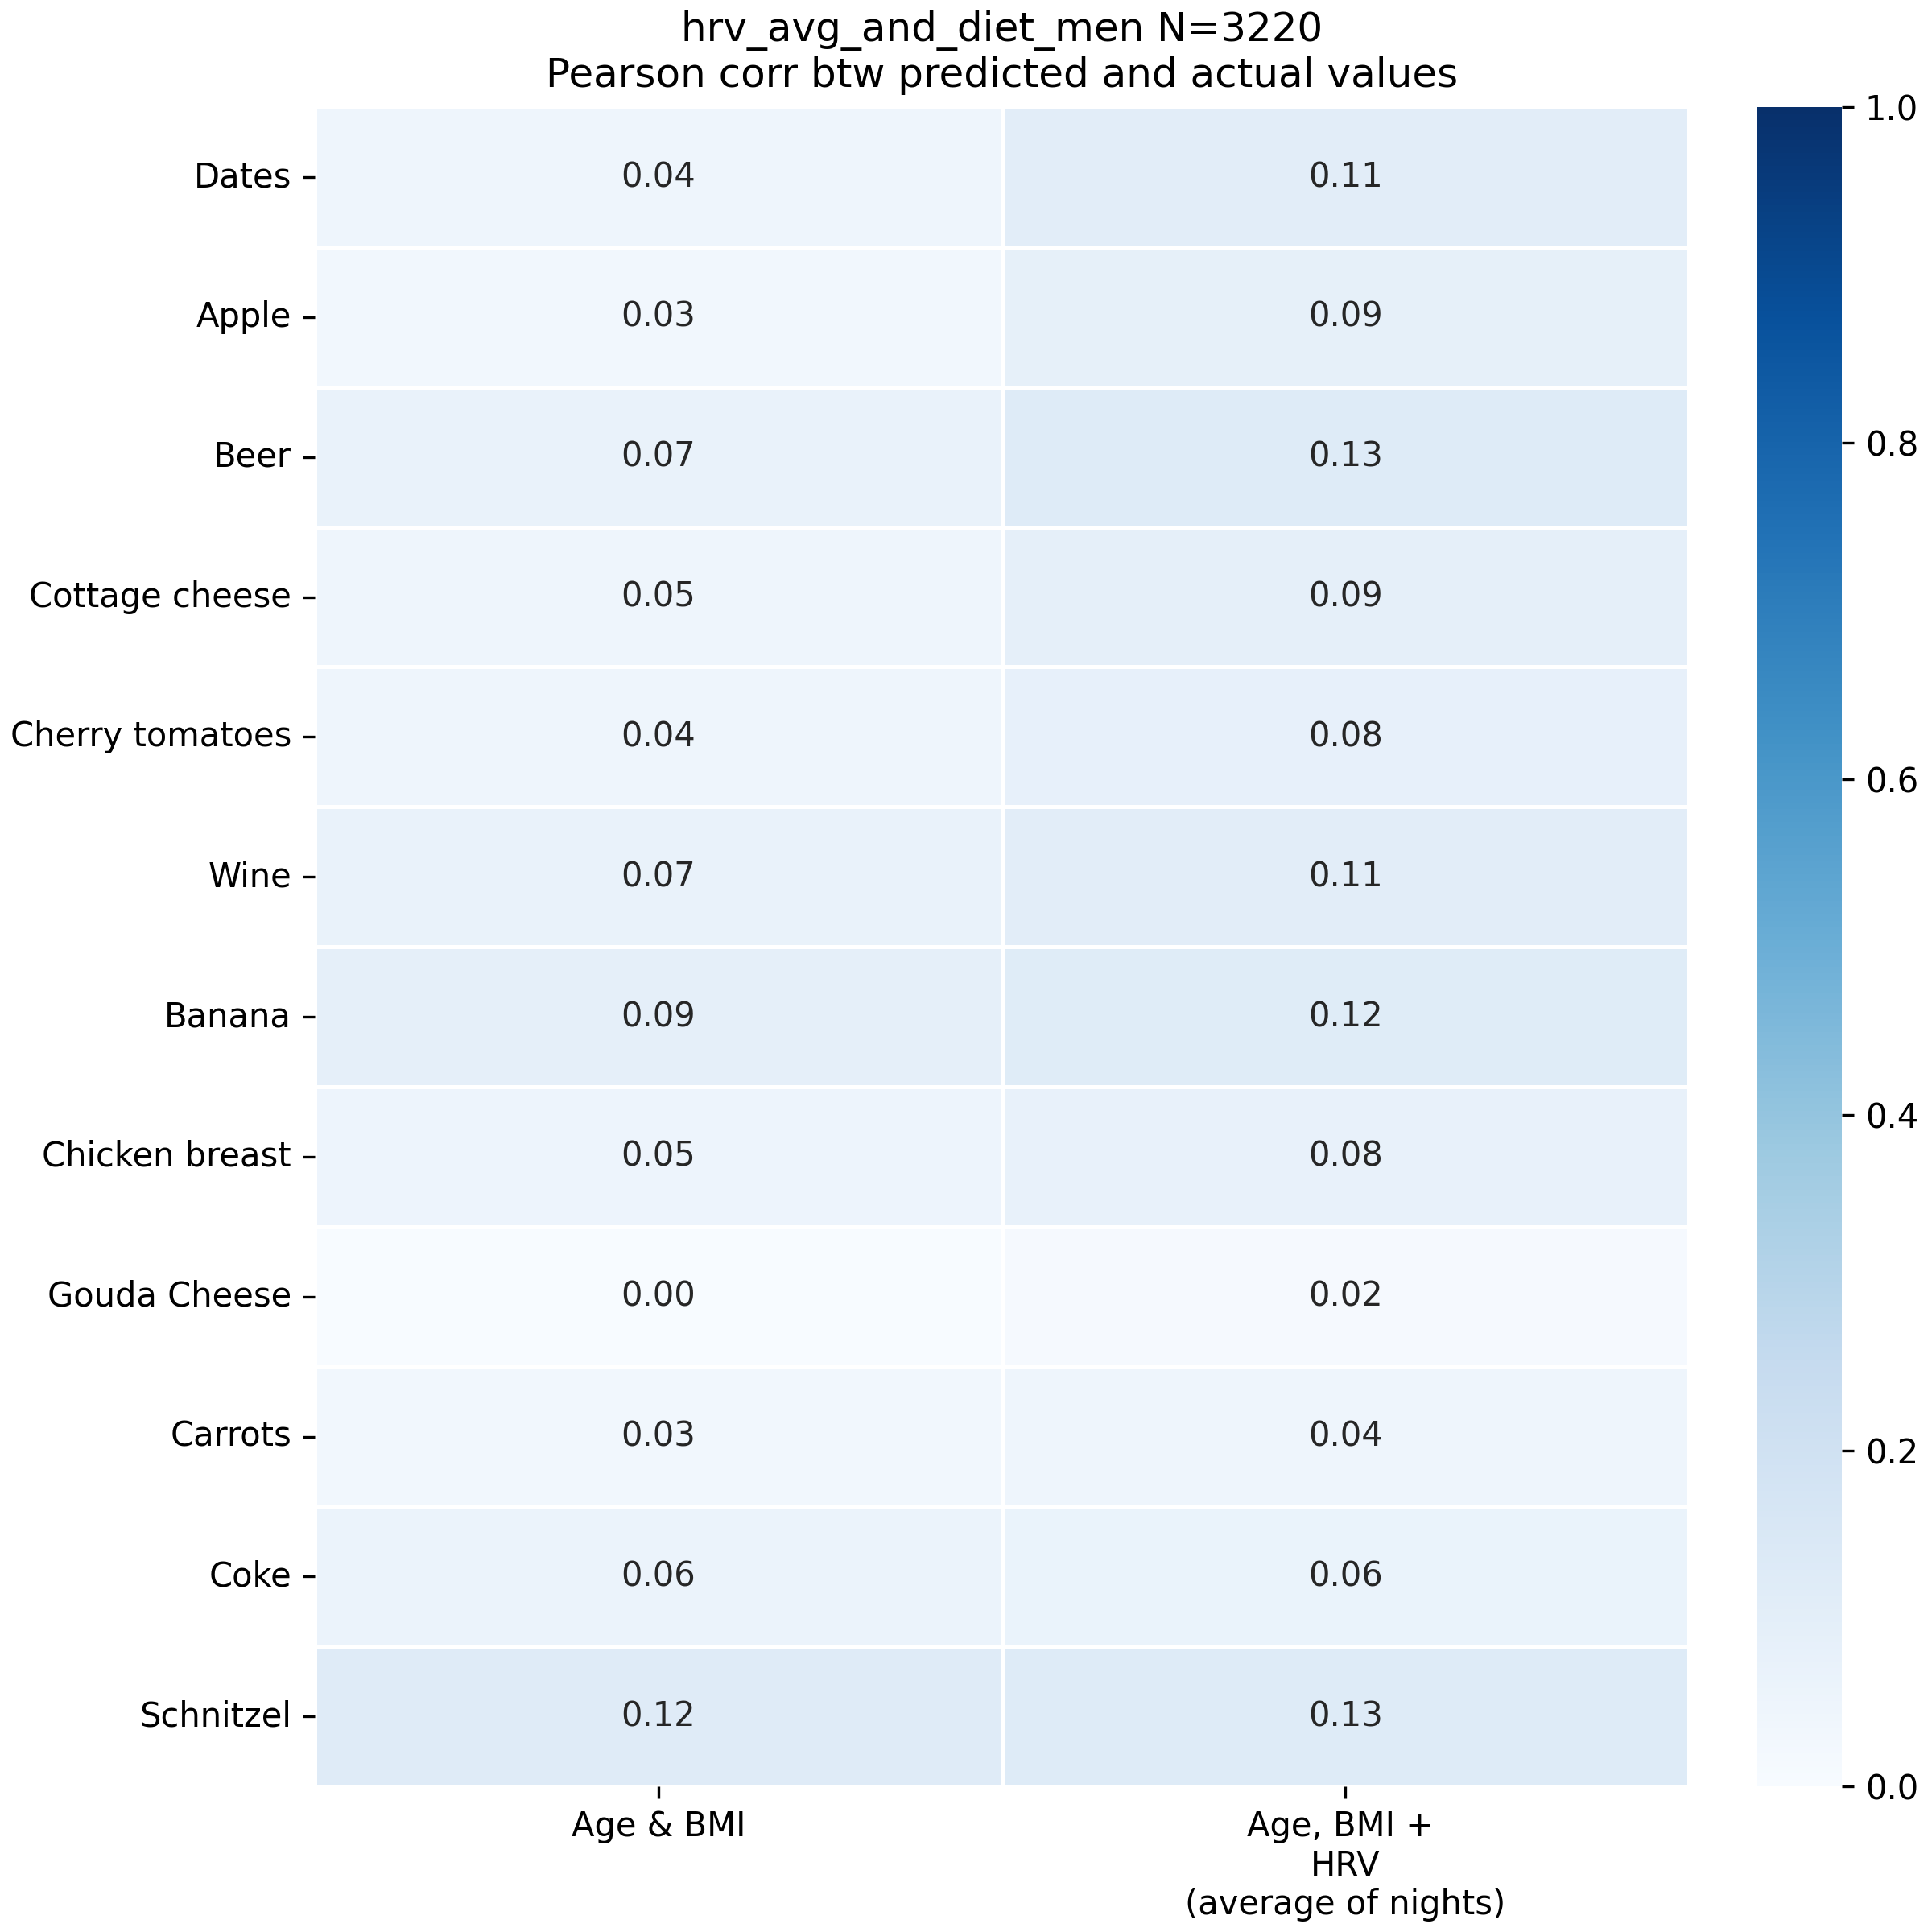 hrv_avg_and_diet_men N=3220
Pearson corr btw predicted and actual values
1.0
Dates 0.04 0.11
Apple 0.03 0.09
0.8
Beer 0.07 0.13
Cottage cheese 0.05 0.09
Cherry tomatoes 0.04 0.08
0.6
Wine 0.07 0.11
Banana 0.09 0.12
0.4
Chicken breast 0.05 0.08
Gouda Cheese 0.00 0.02
Carrots 0.03 0.04
0.2
Coke 0.06 0.06
Schnitzel 0.12 0.13
0.0
Age & BMI
Age, BMI +
HRV
(average of nights)